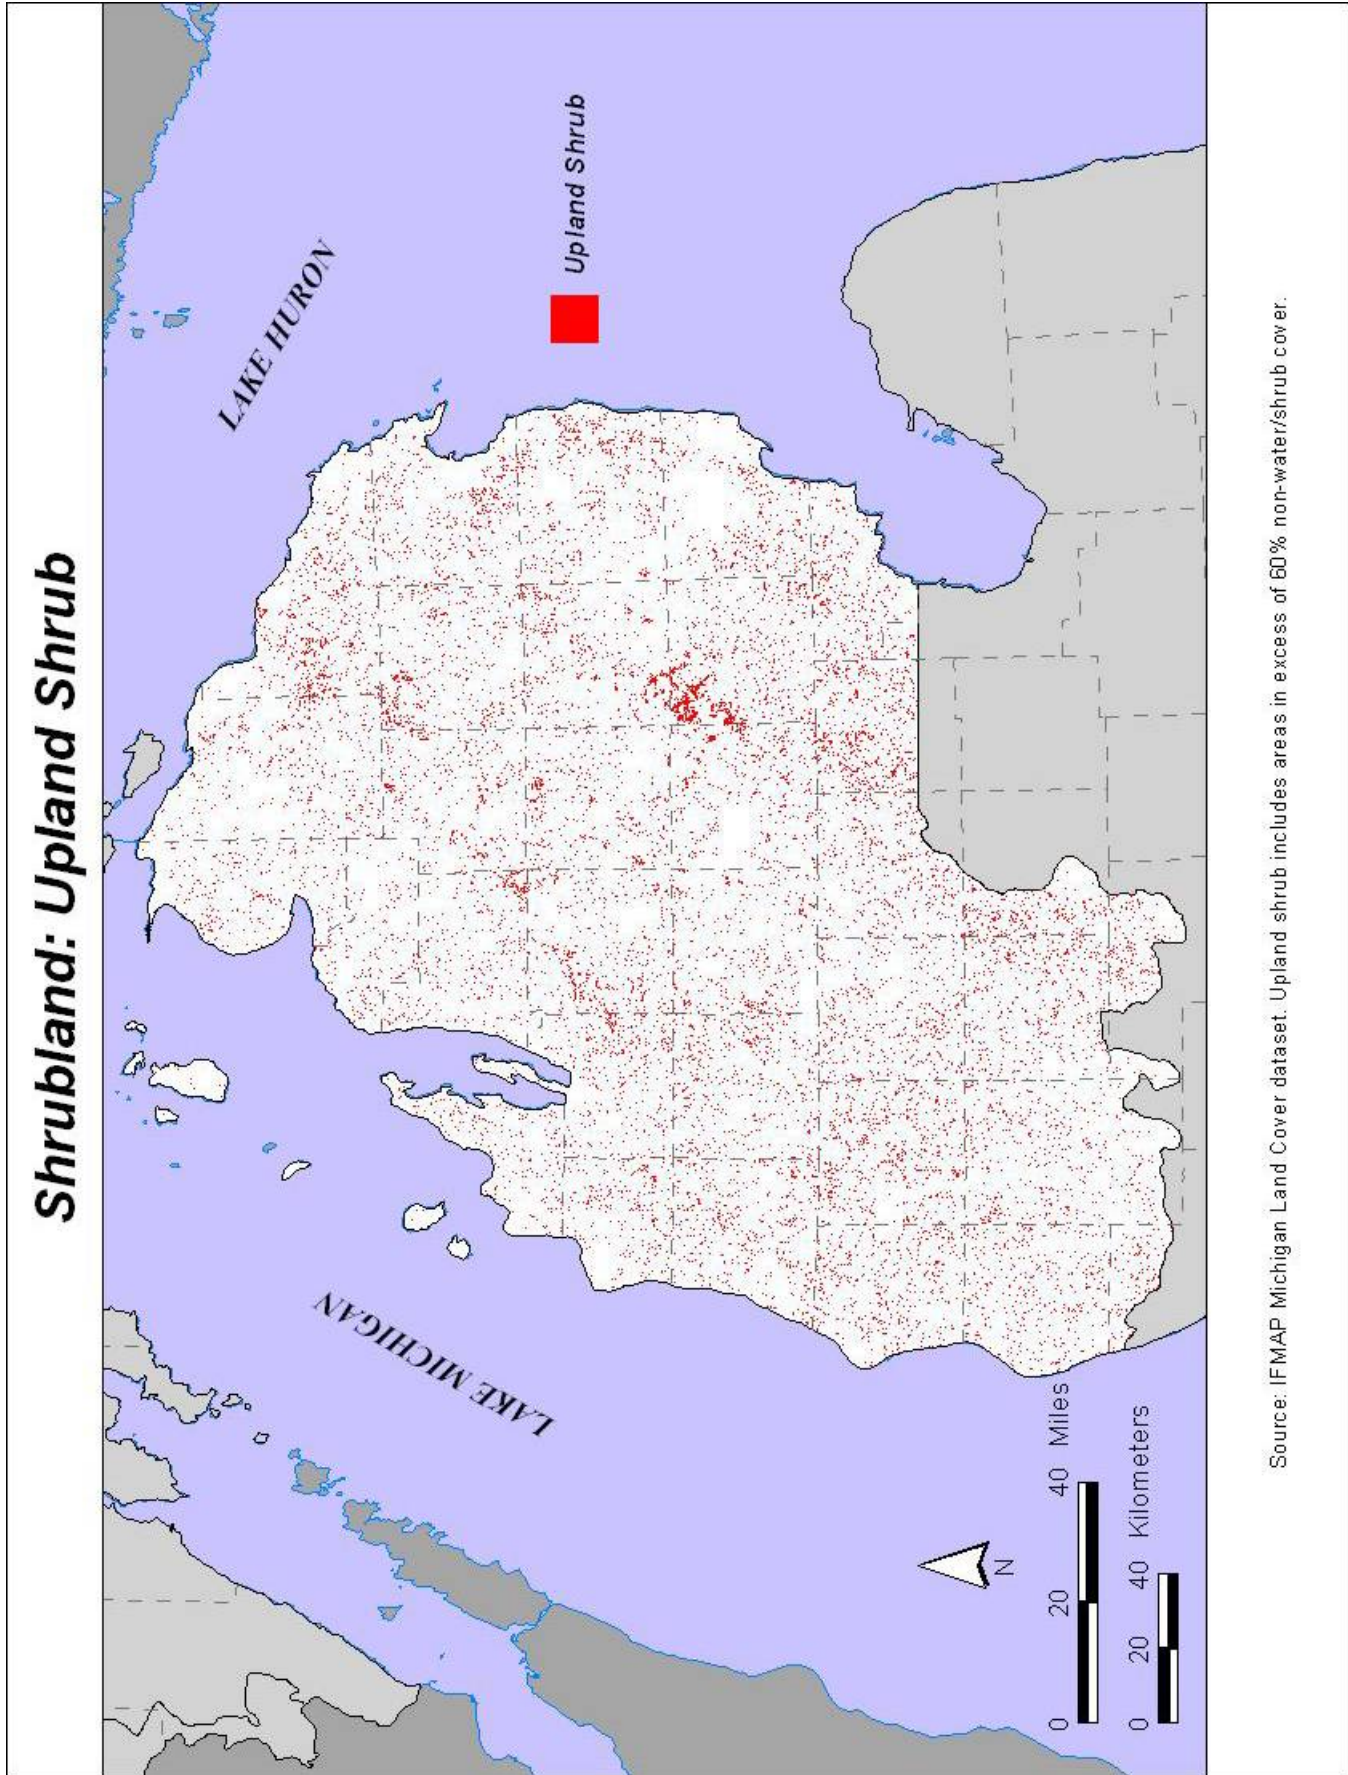 Shrubland: Upland Shrub
LAKE HURON
Upland Shrub
LAKE MICHIGAN
N
0 20 40 Miles
0 20 40 Kilometers
Source: IFMAP Michigan Land Cover dataset. Upland shrub includes areas in excess of 60% non-water/shrub cover.